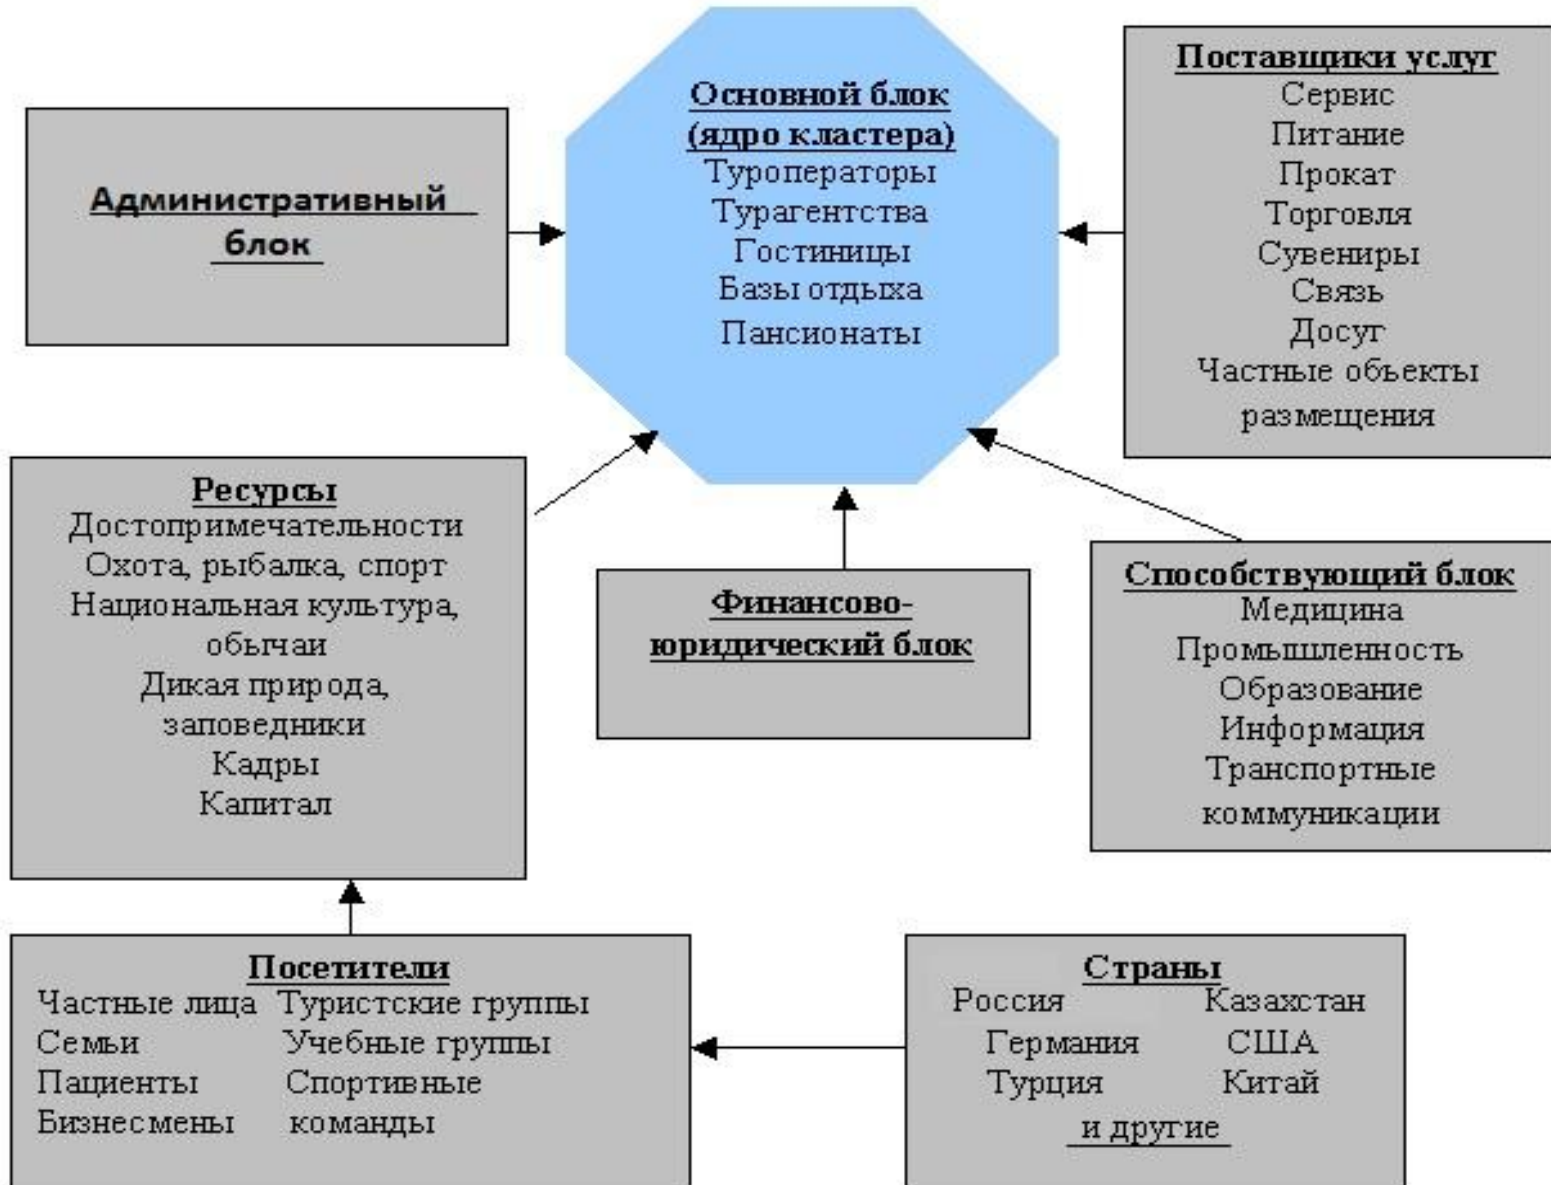 Административный
блок
Основной блок
(ядро кластера)
Туроператоры
Турагентства
Гостиницы
Базы отдыха
Пансионаты
Поставщики услуг
Сервис
Питание
Прокат
Торговля
Сувениры
Связь
Досуг
Частные объекты
размещения
Ресурсы
Достопримечательности
Охота, рыбалка, спорт
Национальная культура,
обычаи
Дикая природа,
заповедники
Кадры
Капитал
Финансово-
юридический блок
Способствующий блок
Медицина
Промышленность
Образование
Информация
Транспортные
коммуникации
Посетители
Частные лица Туристские группы
Семьи Учебные группы
Пациенты Спортивные
Бизнесмены команды
Страны
Россия Казахстан
Германия США
Турция Китай
и другие